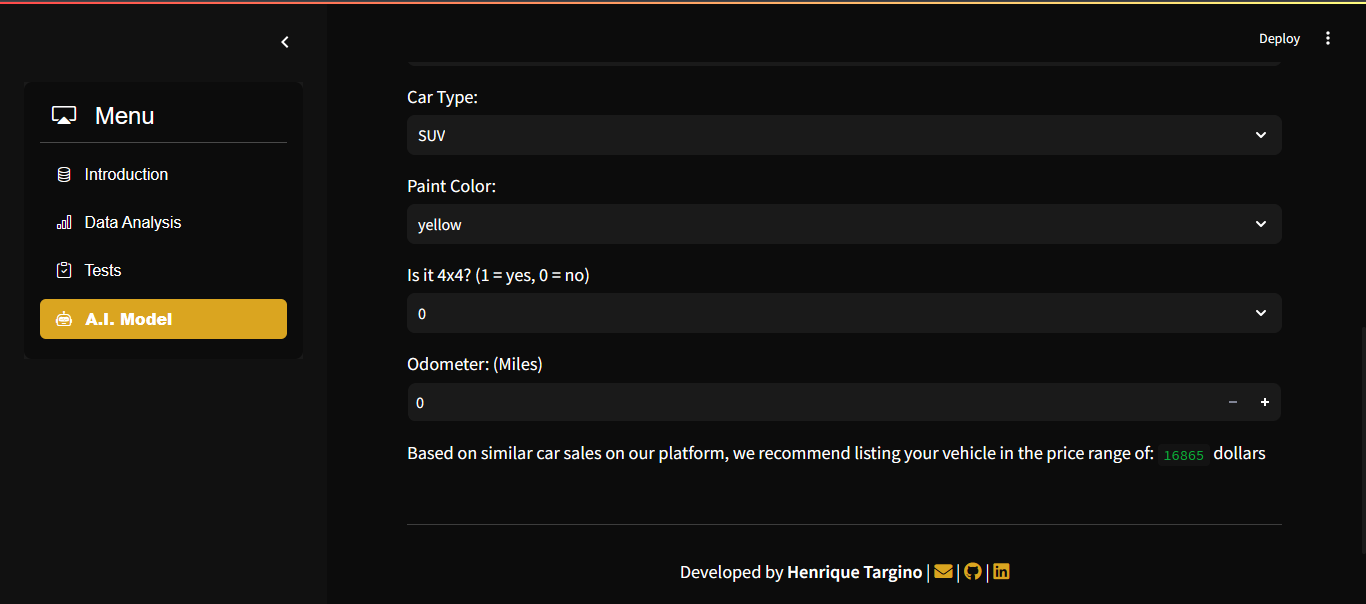 Deploy
Menu
Introduction
Data Analysis
Tests
A.I. Model
Car Type:
SUV
Paint Color:
yellow
Is it 4x4? (1 = yes, 0 = no)
0
Odometer: (Miles)
0
Based on similar car sales on our platform, we recommend listing your vehicle in the price range of: 16865 dollars
Developed by Henrique Targino | | |